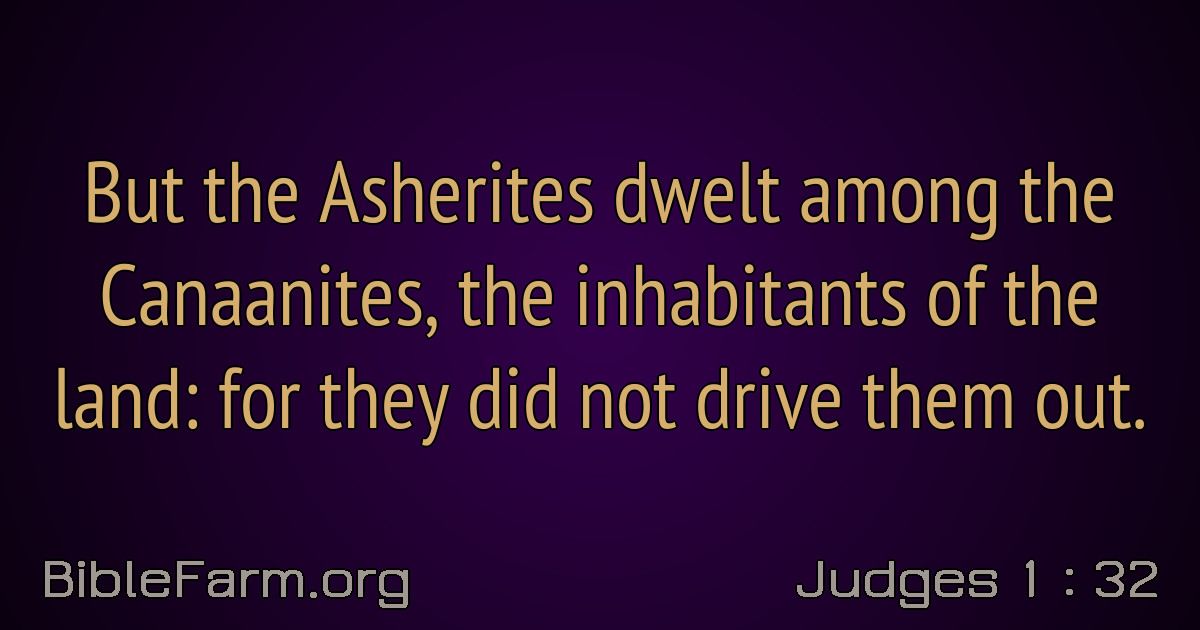 But the Asherites dwelt among the
Canaanites, the inhabitants of the
land: for they did not drive them out.
BibleFarm.org
Judges 1 : 32